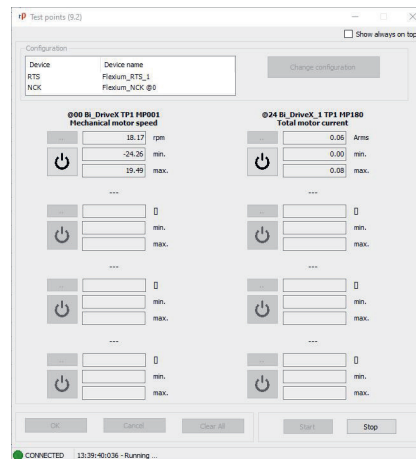 Test points (9.2)
Show always on top
Configuration
Device Device name
RTS Flexium_RTS_1
NCK Flexium_NCK @0
Change configuration
@00 Bi_DriveX TP1 MP001
Mechanical motor speed
... 18.17 rpm
-24.26 min.
19.49 max.
@24 Bi_DriveX_1 TP1 MP180
Total motor current
... 0.06 Arms
0.00 min.
0.08 max.
---
... []
min.
max.
---
... []
min.
max.
---
... []
min.
max.
---
... []
min.
max.
---
... []
min.
max.
---
... []
min.
max.
OK Cancel Clear All Start Stop
CONNECTED 13:39:40:036 - Running ...